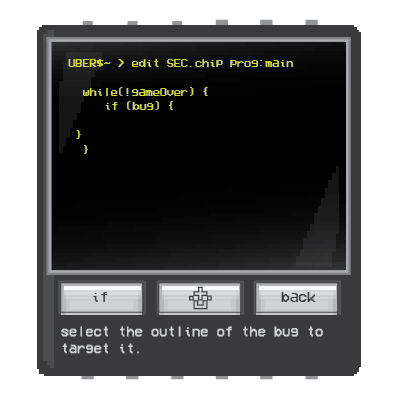 UBER$~ > edit SEC.chip Prog:main
while(!gameOver) {
if (bug) {
}
}
if
back
select the outline of the bug to
target it.